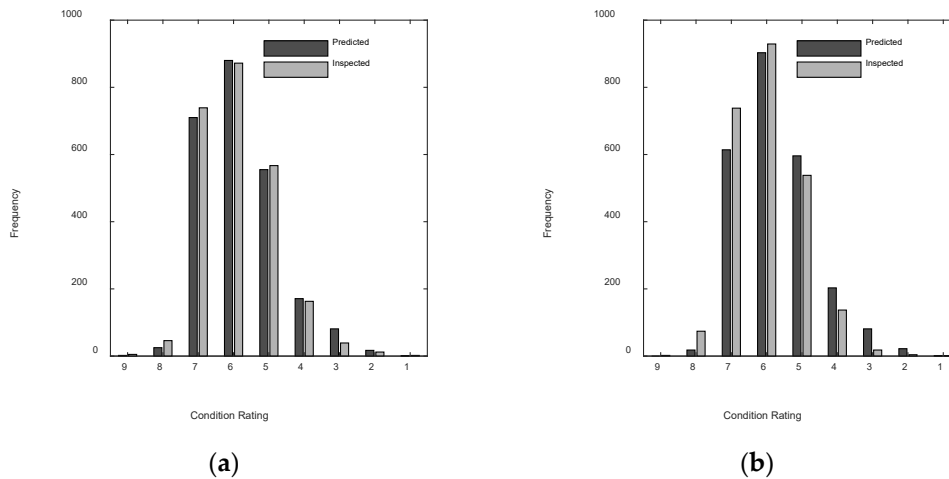 1000
800
600
400
200
0
Frequency
Predicted
Inspected
9 8 7 6 5 4 3 2 1
Condition Rating
(a)
1000
800
600
400
200
0
Frequency
Predicted
Inspected
9 8 7 6 5 4 3 2 1
Condition Rating
(b)